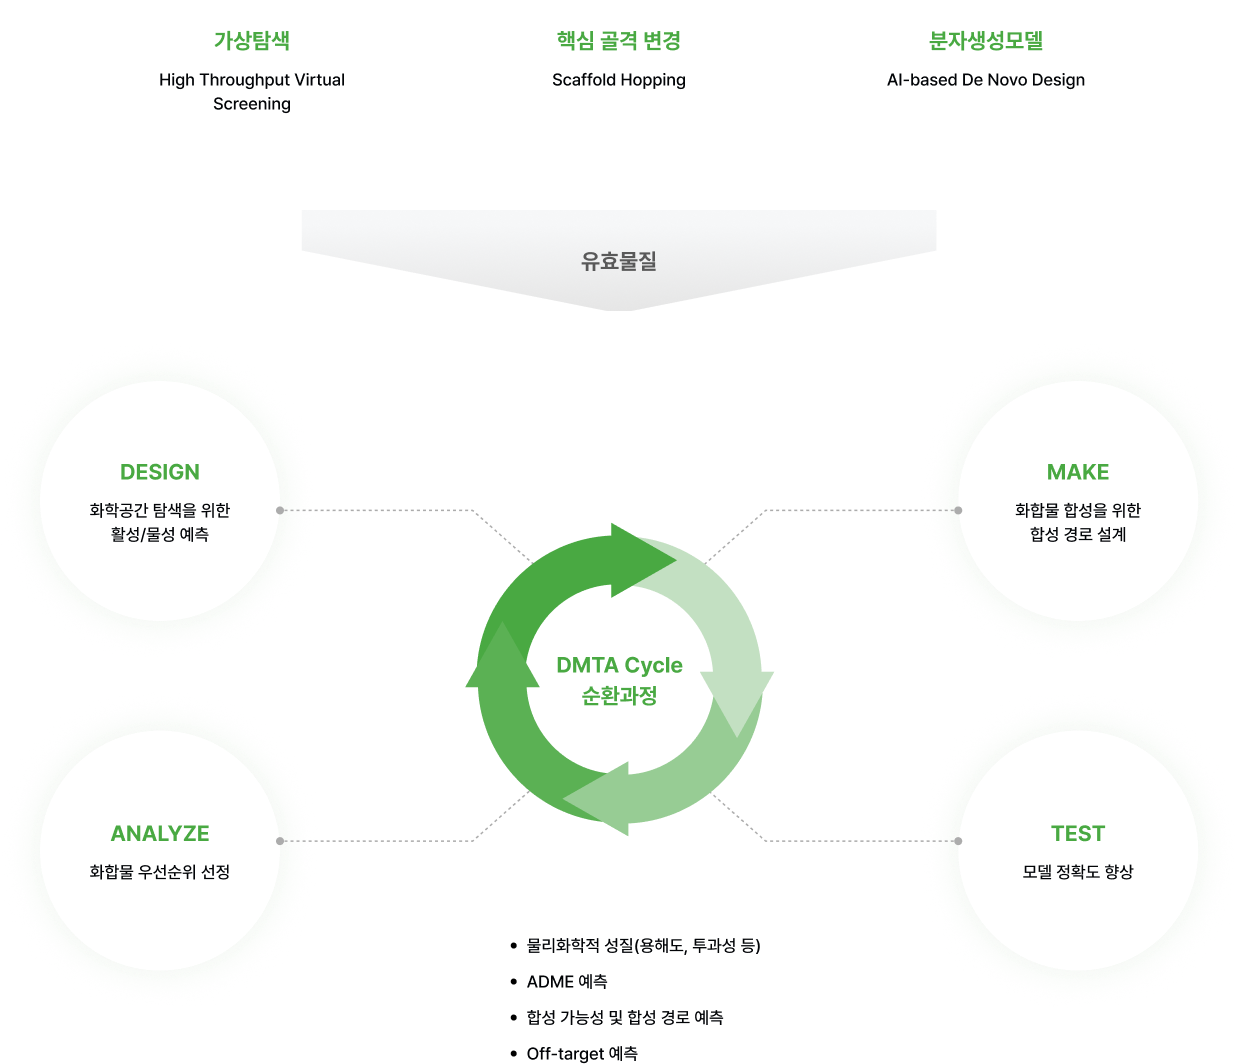 가상탐색
High Throughput Virtual
Screening
핵심 골격 변경
Scaffold Hopping
분자생성모델
AI-based De Novo Design
유효물질
DESIGN
화학공간 탐색을 위한
활성/물성 예측
MAKE
화합물 합성을 위한
합성 경로 설계
DMTA Cycle
순환과정
ANALYZE
화합물 우선순위 선정
TEST
모델 정확도 향상
• 물리화학적 성질(용해도, 투과성 등)
• ADME 예측
• 합성 가능성 및 합성 경로 예측
• Off-target 예측